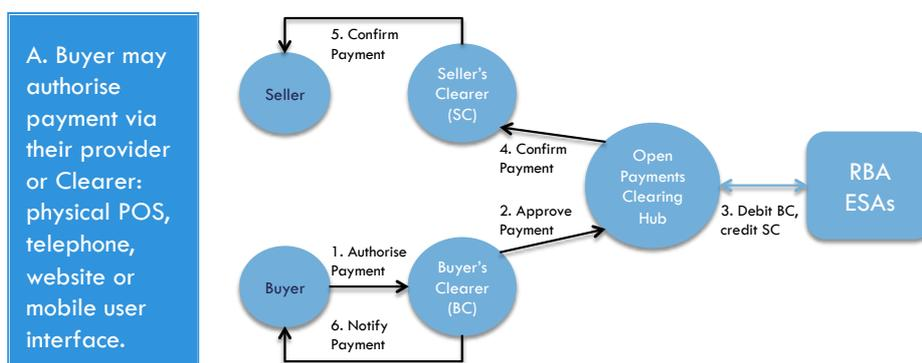 A. Buyer may
authorise
payment via
their provider
or Clearer:
physical POS,
telephone,
website or
mobile user
interface.
5. Confirm
Payment
Seller
Seller's
Clearer
(SC)
4. Confirm
Payment
Open
Payments
Clearing
Hub
RBA
ESAs
2. Approve
Payment
3. Debit BC,
credit SC
1. Authorise
Payment
Buyer
Buyer's
Clearer
(BC)
6. Notify
Payment